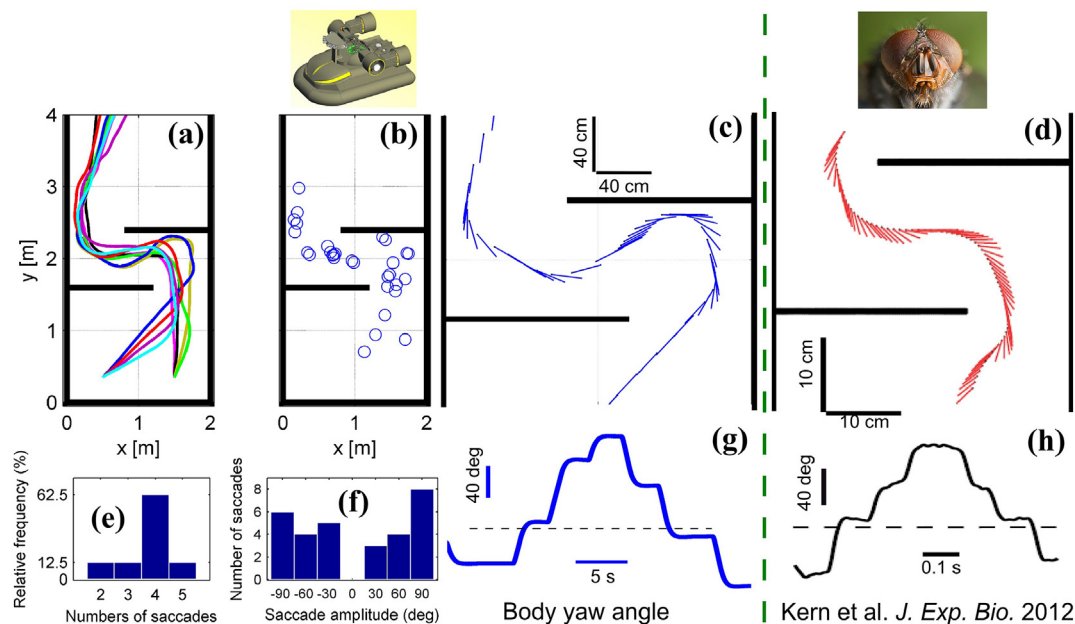 (a)
4
3
2
1
0
y [m]
0 1 2
x [m]
(b)
0 1 2
x [m]
(c)
40 cm
40 cm
(d)
10 cm
10 cm
(e)
Relative frequency (%)
62.5
12.5
0
2 3 4 5
Numbers of saccades
(f)
Number of saccades
8
6
4
2
0
-90 -60 -30 0 30 60 90
Saccade amplitude (deg)
(g)
40 deg
5 s
Body yaw angle
(h)
40 deg
0.1 s
Kern et al. J. Exp. Bio. 2012